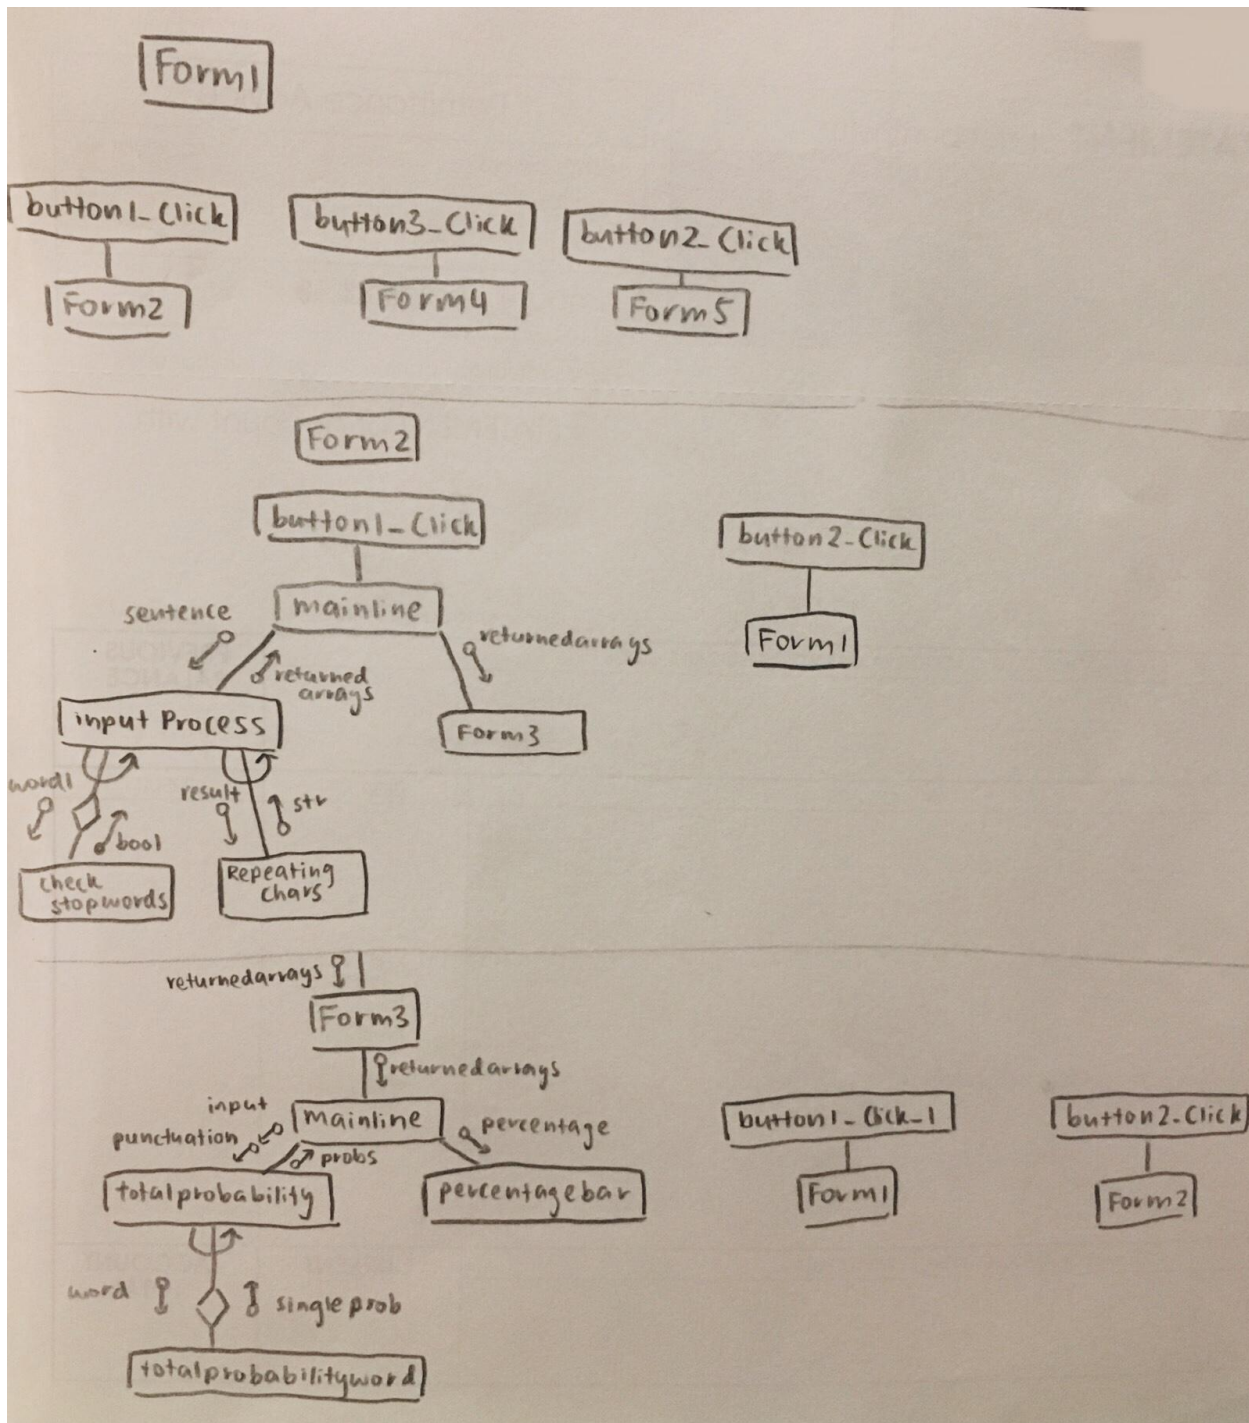 Form1
button1_Click
button3_Click
button2_Click
Form2
Form4
Form5
Form2
button1_Click
button2_Click
mainline
sentence
returnedarrays
Form1
returned
arrays
input Process
Form3
word1
result
str
bool
check
stopwords
Repeating
chars
returnedarrays
Form3
returnedarrays
input
mainline
percentage
button1_Click_1
button2_Click
punctuation
probs
totalprobability
percentagebar
Form1
Form2
word
singleprob
totalprobabilityword